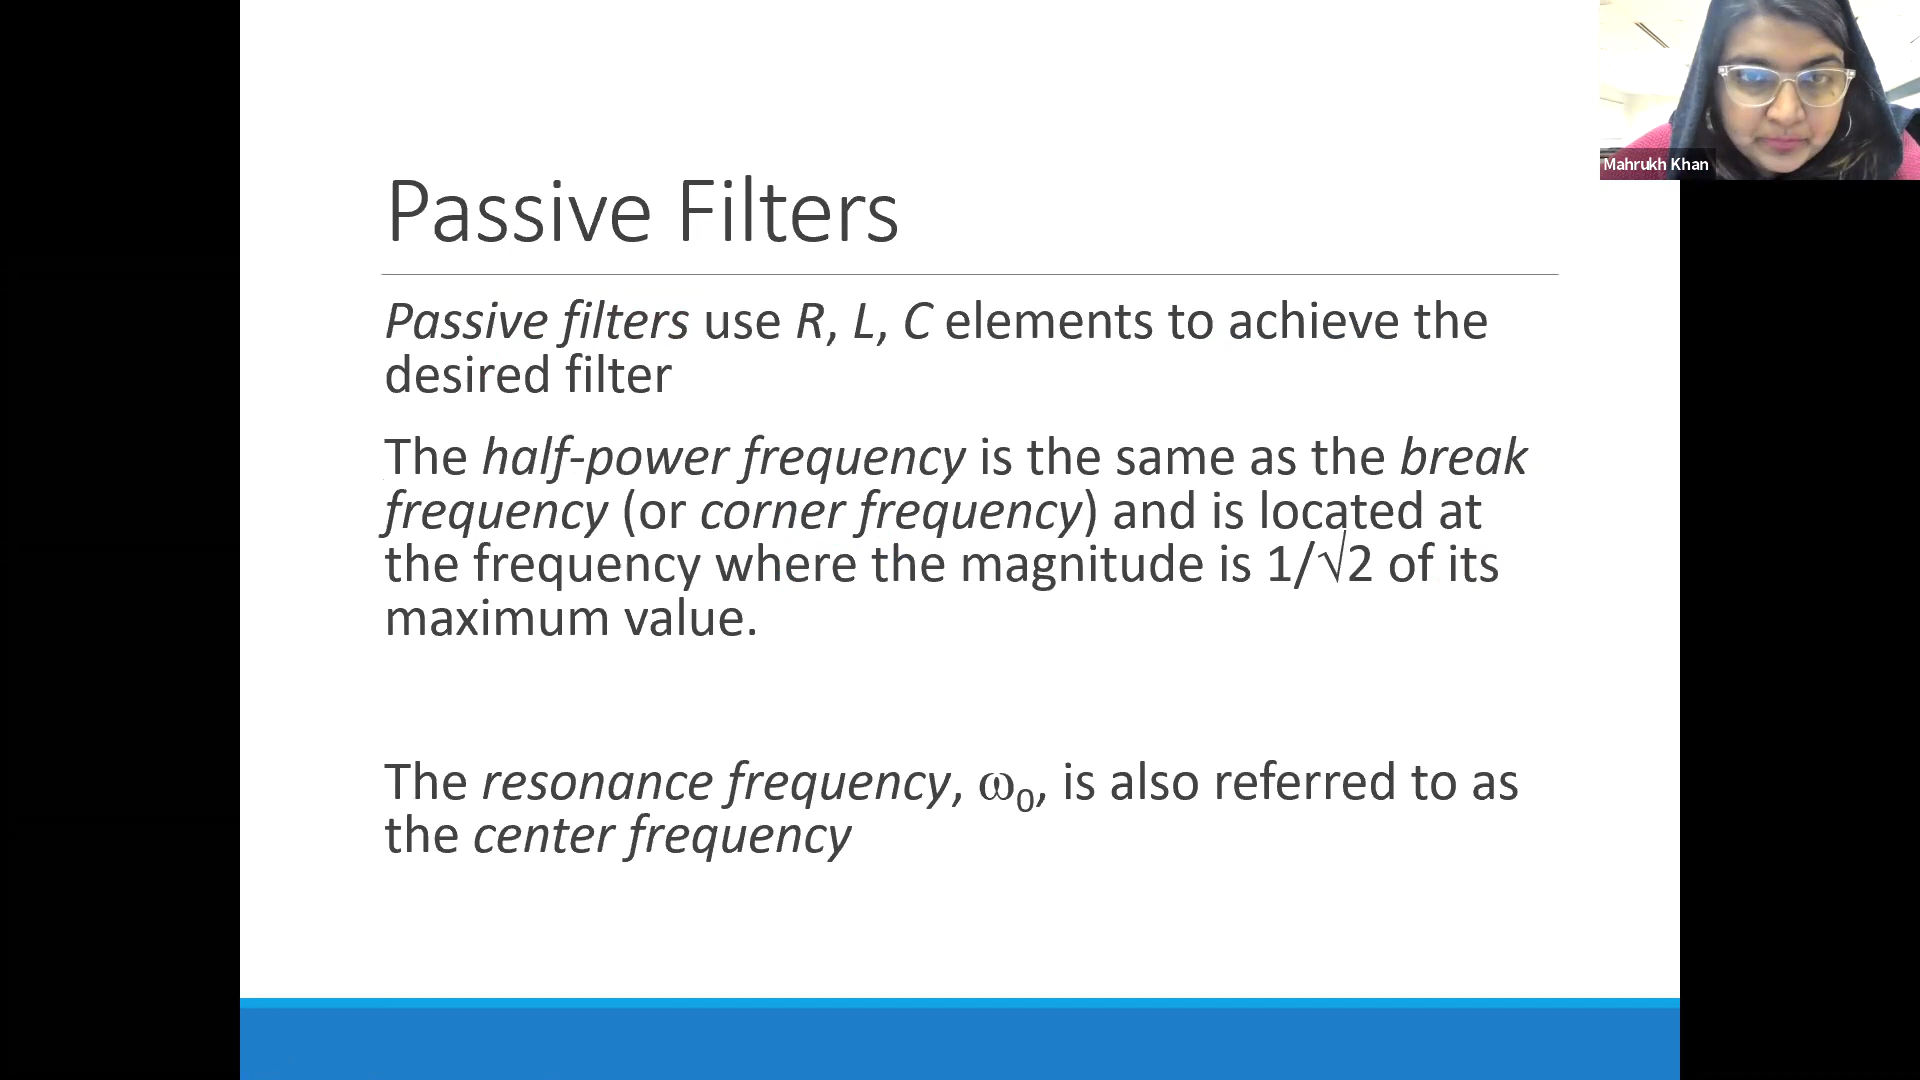 Mahrukh Khan
Passive Filters
Passive filters use R, L, C elements to achieve the
desired filter
The half-power frequency is the same as the break
frequency (or corner frequency) and is located at
the frequency where the magnitude is 1/√2 of its
maximum value.
The resonance frequency, ω₀, is also referred to as
the center frequency